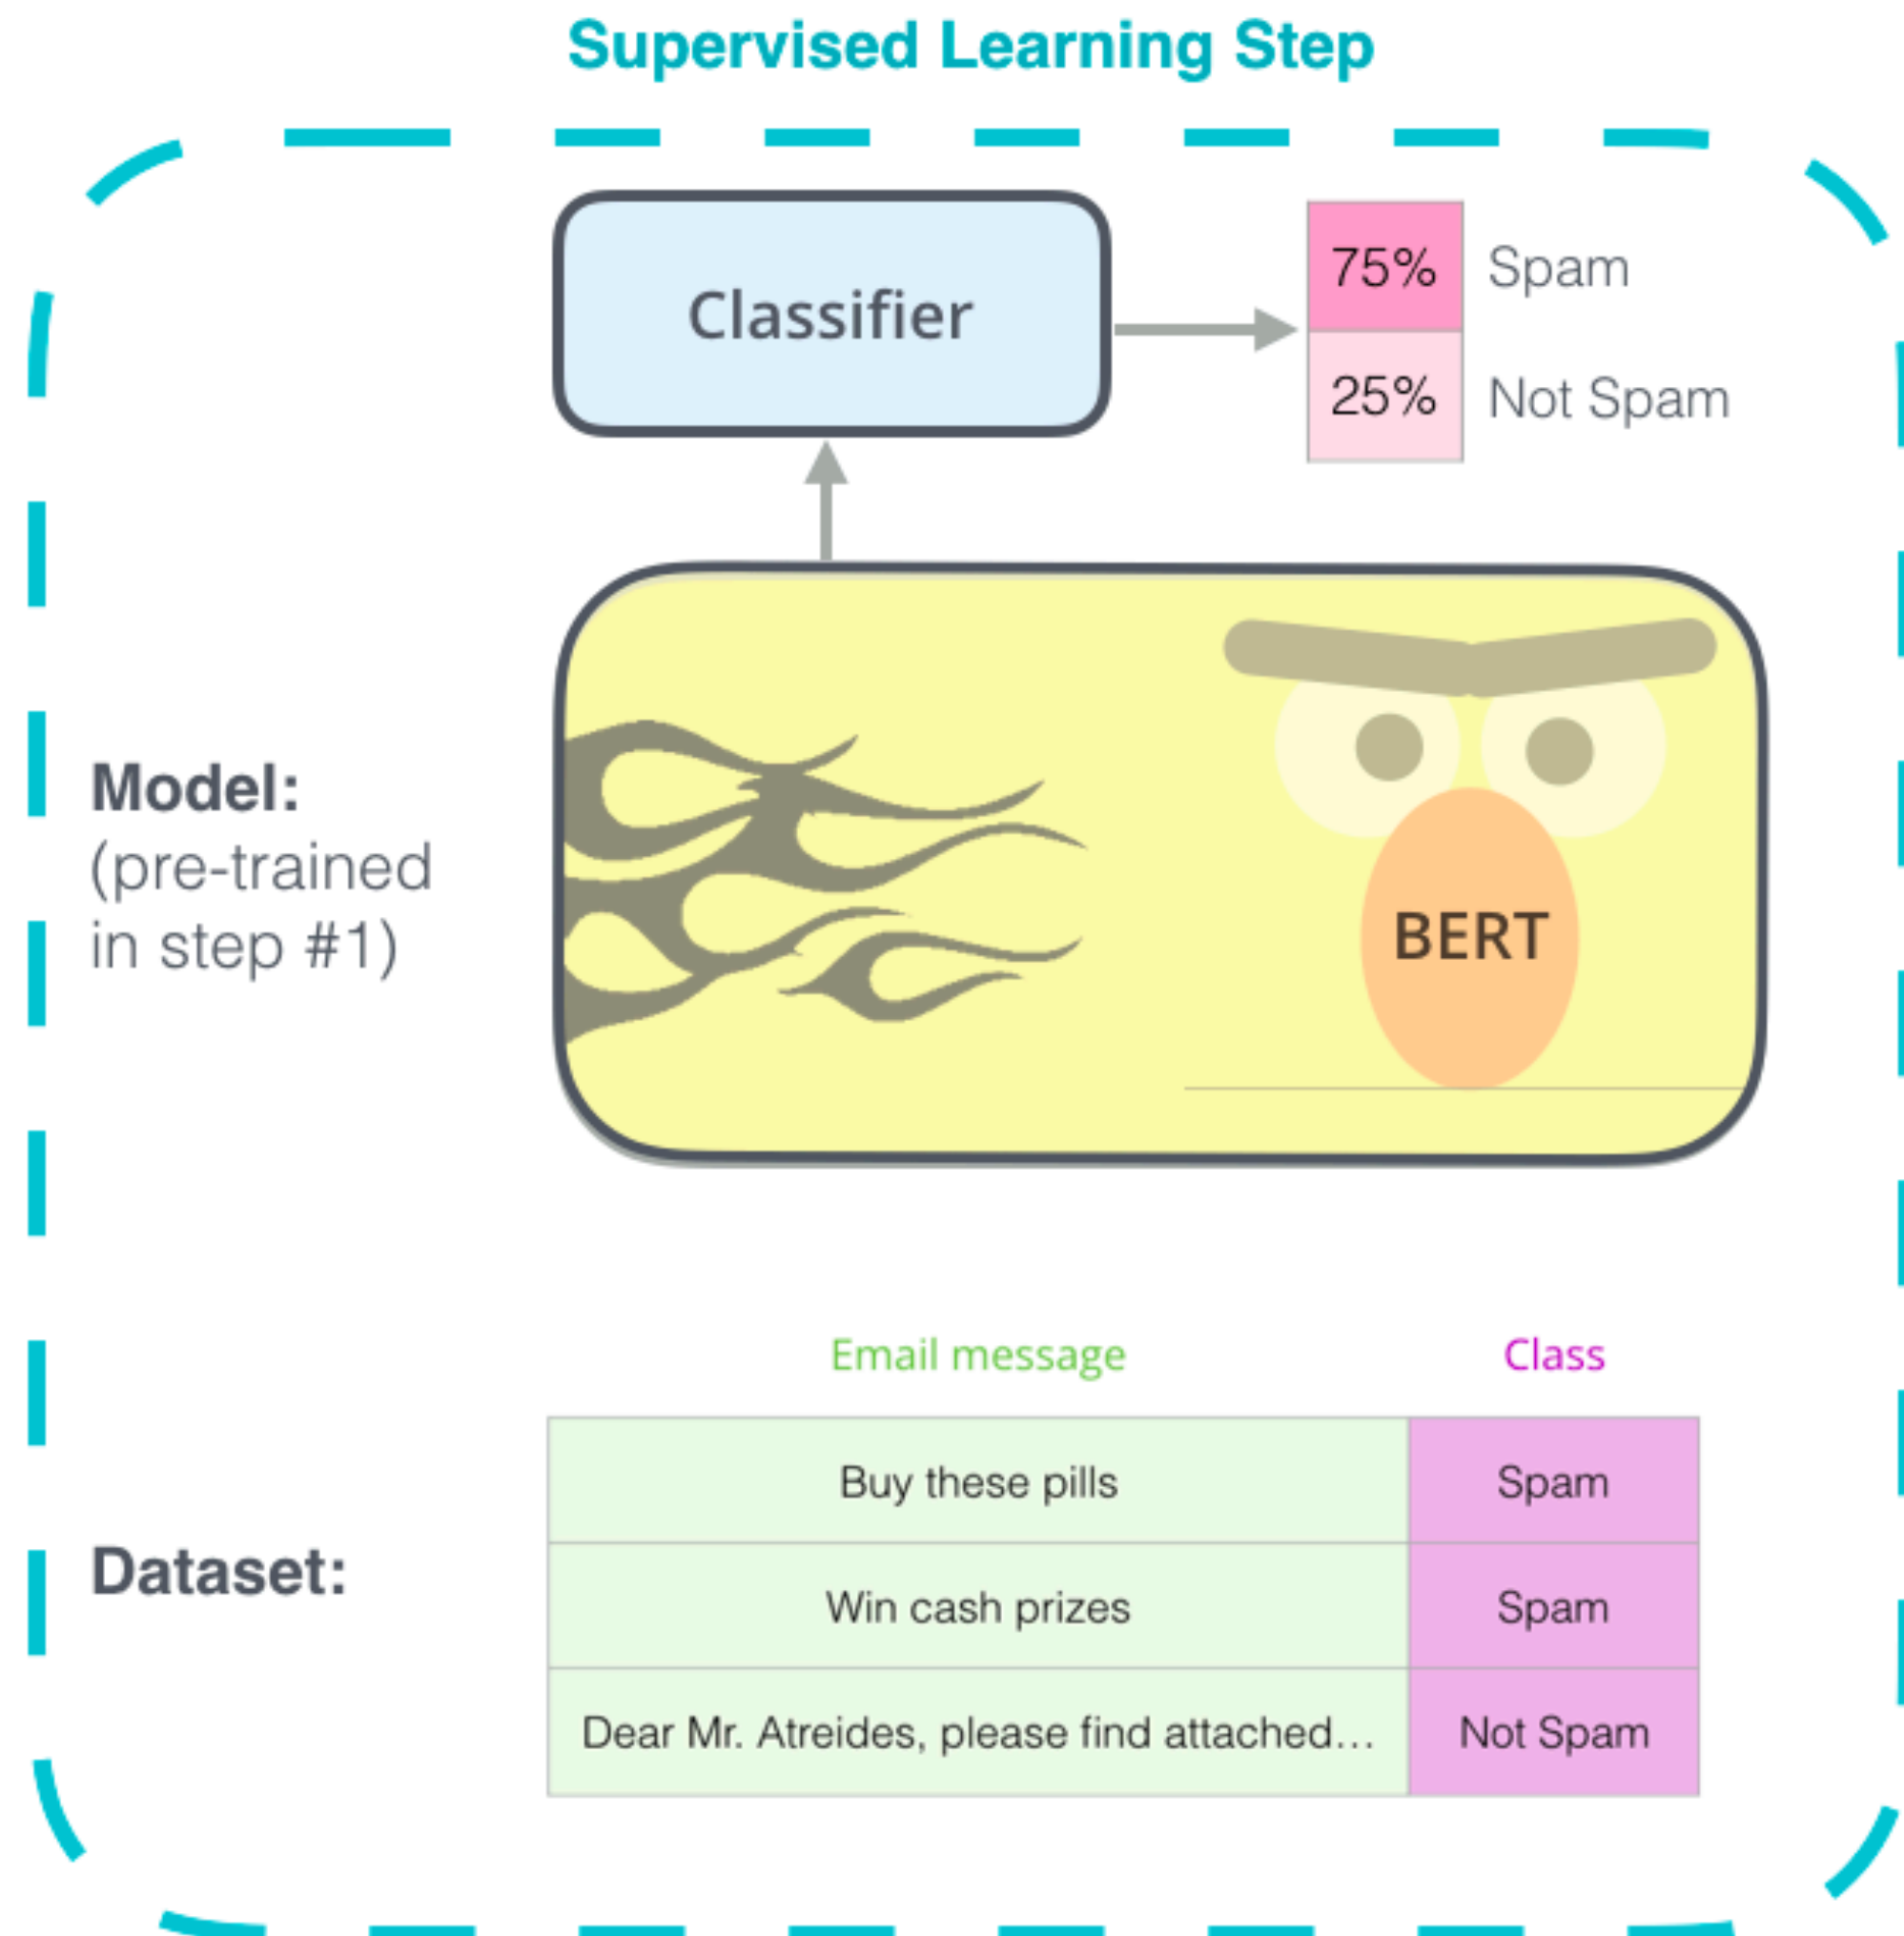 Supervised Learning Step
Classifier
75% Spam
25% Not Spam
Model:
(pre-trained
in step #1)
BERT
Email message Class
Buy these pills Spam
Win cash prizes Spam
Dataset:
Dear Mr. Atreides, please find attached... Not Spam